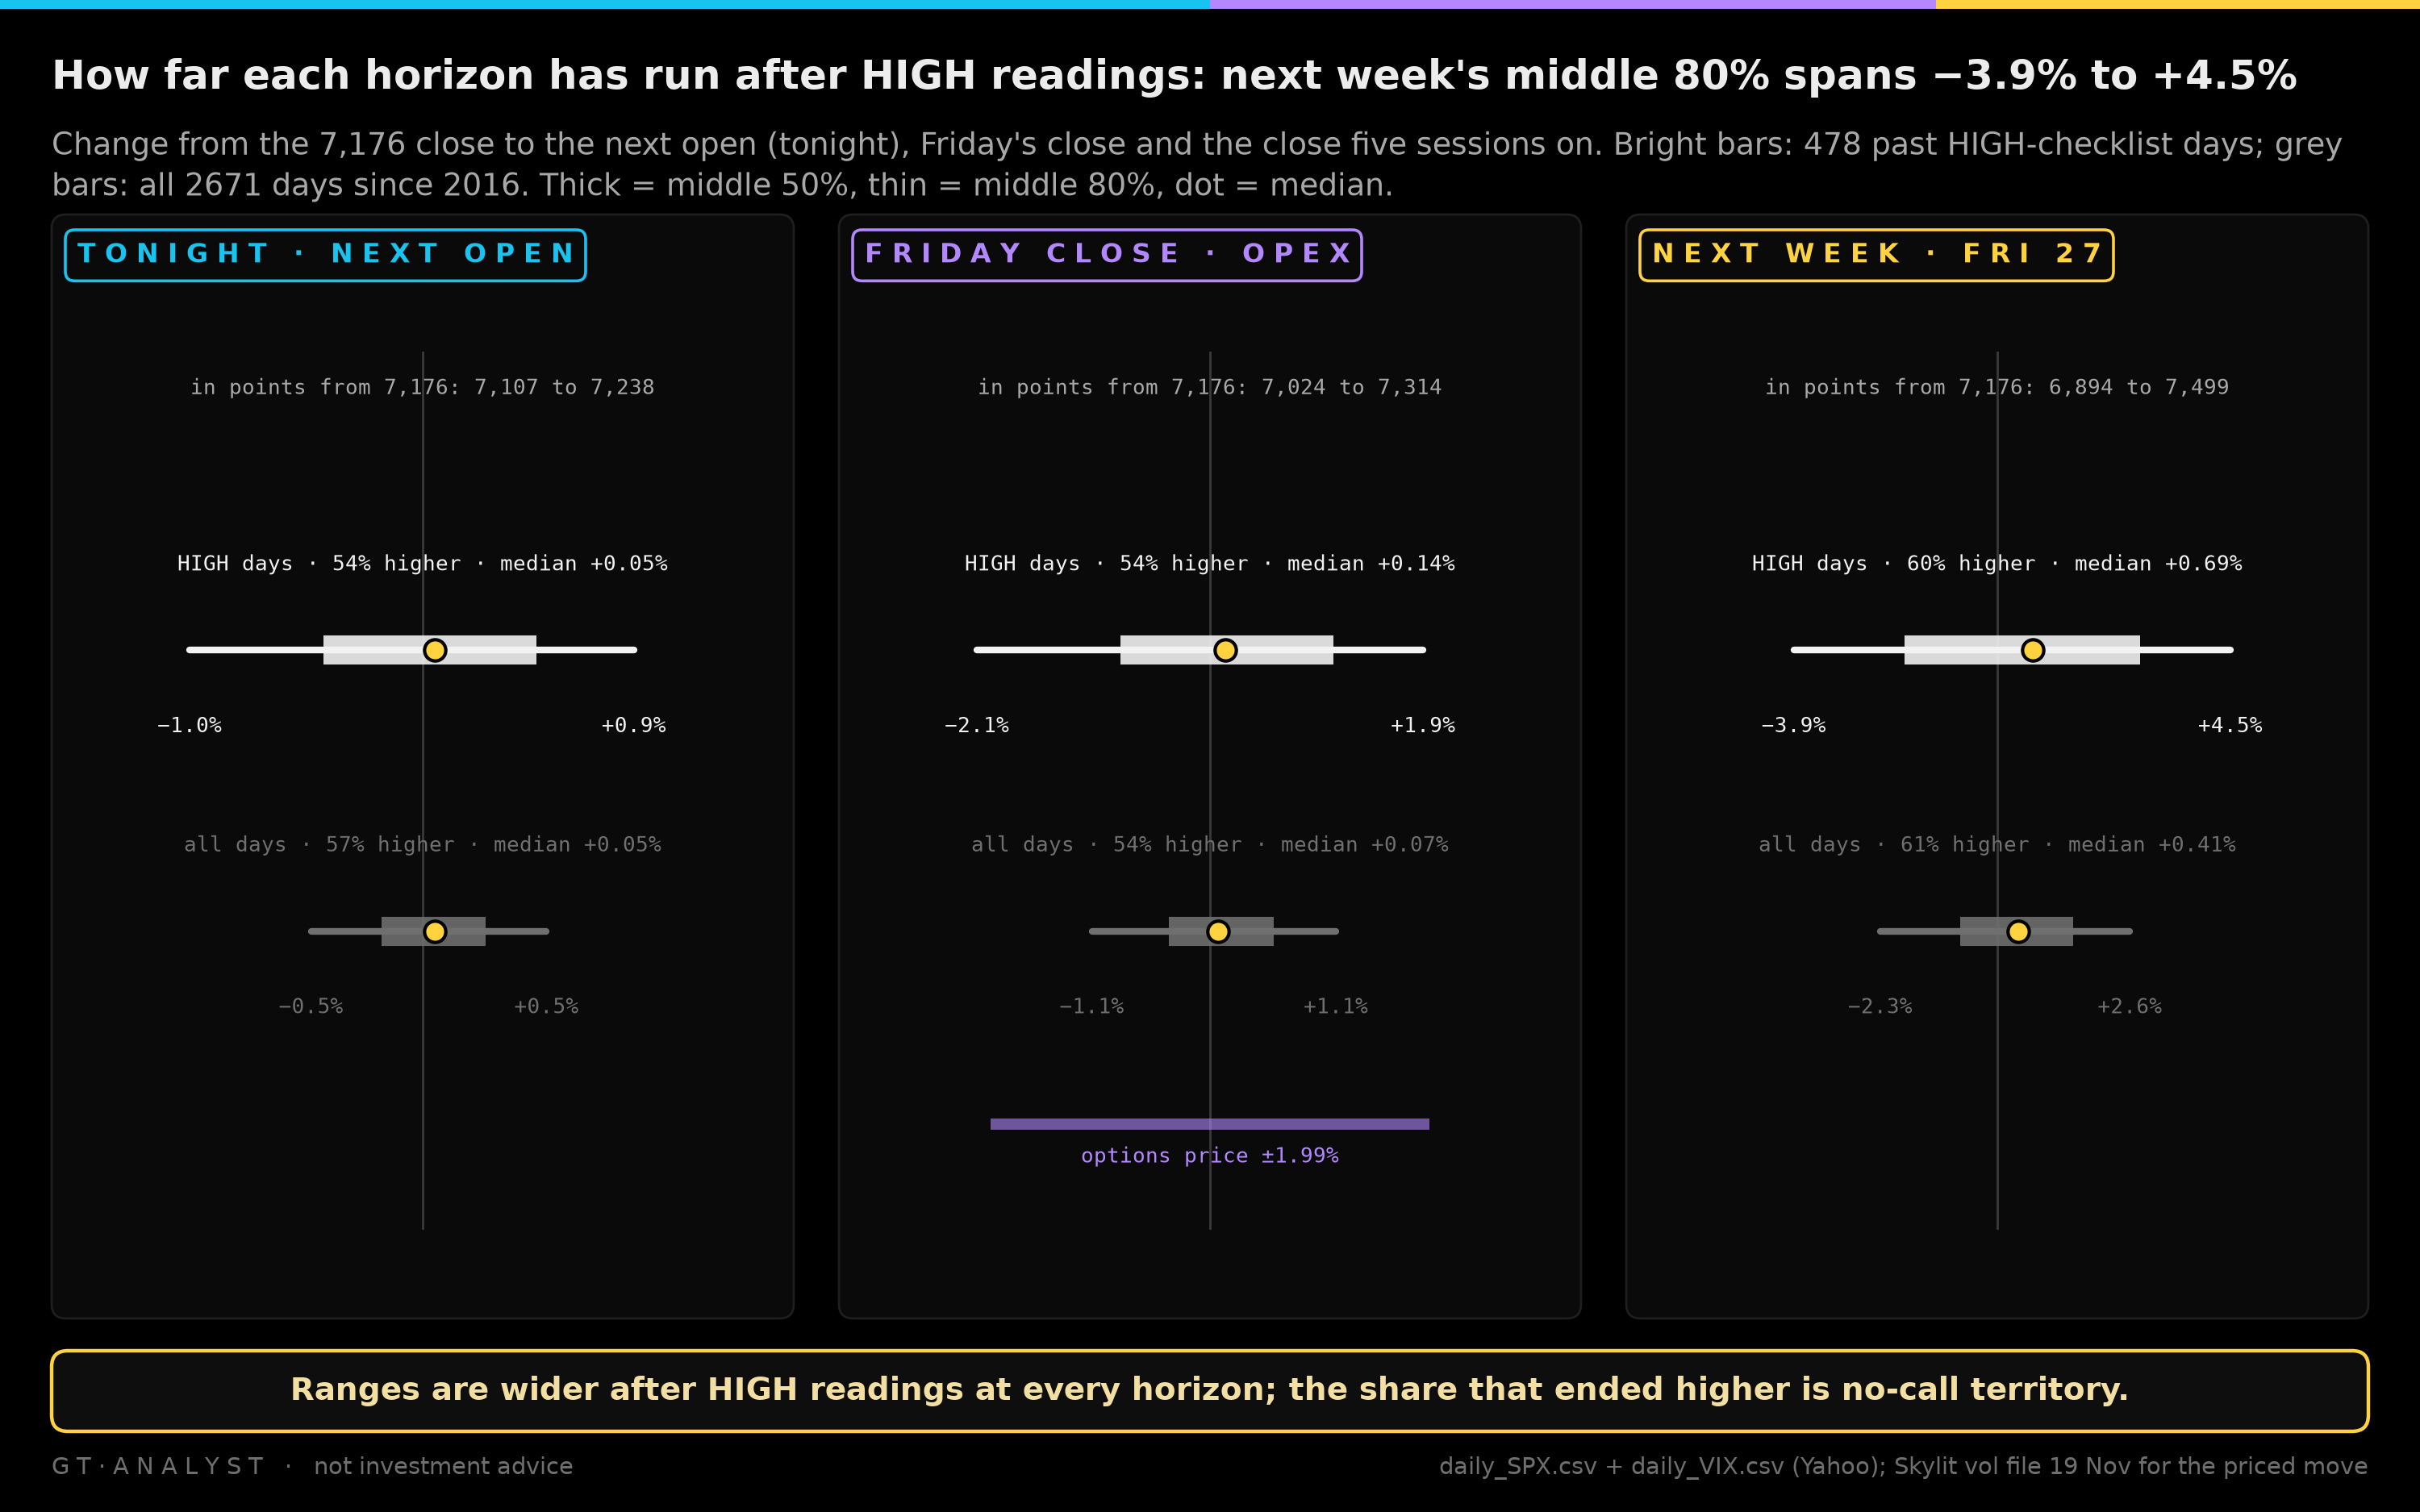 How far each horizon has run after HIGH readings: next week's middle 80% spans −3.9% to +4.5%
Change from the 7,176 close to the next open (tonight), Friday's close and the close five sessions on. Bright bars: 478 past HIGH-checklist days; grey
bars: all 2671 days since 2016. Thick = middle 50%, thin = middle 80%, dot = median.
TONIGHT · NEXT OPEN
in points from 7,176: 7,107 to 7,238
HIGH days · 54% higher · median +0.05%
−1.0%
+0.9%
all days · 57% higher · median +0.05%
−0.5%
+0.5%
FRIDAY CLOSE · OPEX
in points from 7,176: 7,024 to 7,314
HIGH days · 54% higher · median +0.14%
−2.1%
+1.9%
all days · 54% higher · median +0.07%
−1.1%
+1.1%
options price ±1.99%
NEXT WEEK · FRI 27
in points from 7,176: 6,894 to 7,499
HIGH days · 60% higher · median +0.69%
−3.9%
+4.5%
all days · 61% higher · median +0.41%
−2.3%
+2.6%
Ranges are wider after HIGH readings at every horizon; the share that ended higher is no-call territory.
GT·ANALYST · not investment advice
daily_SPX.csv + daily_VIX.csv (Yahoo); Skylit vol file 19 Nov for the priced move